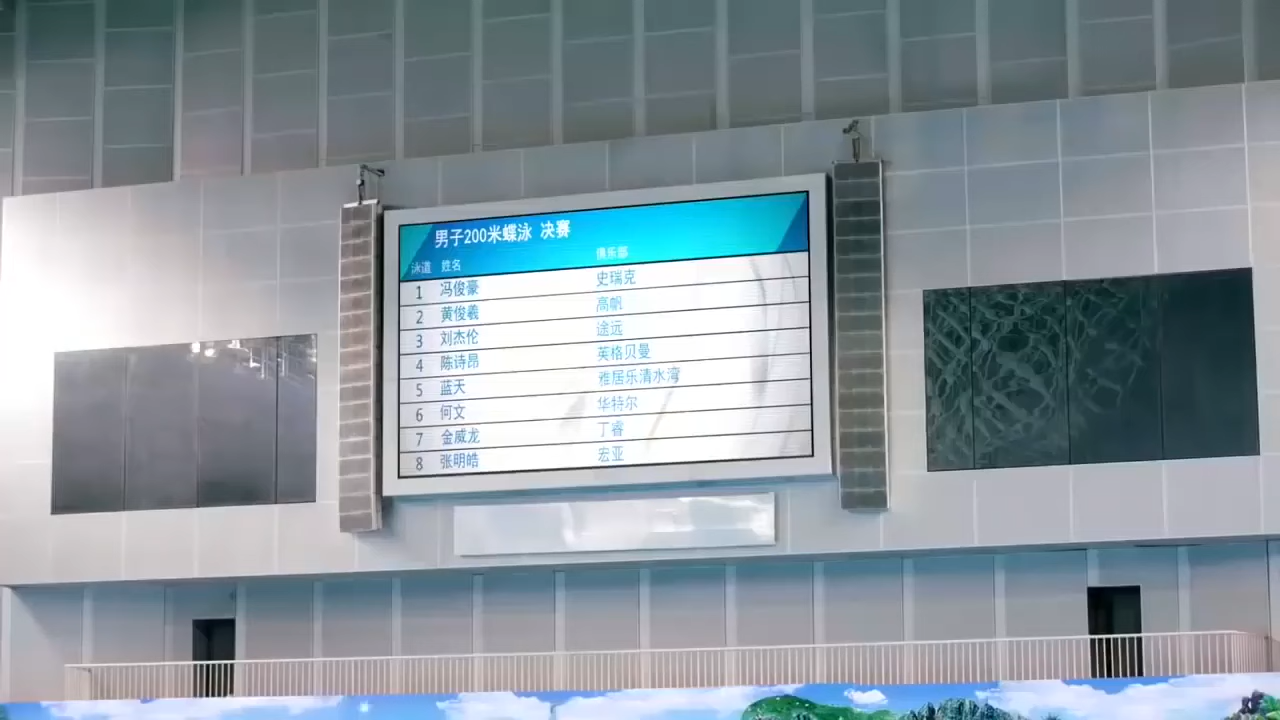 男子200米蝶泳 决赛
泳道 姓名 俱乐部
1 冯俊豪 史瑞克
2 黄俊羲 高帆
3 刘杰伦 途远
4 陈诗昂 英格贝曼
5 蓝天 雅居乐清水湾
6 何文 华特尔
7 金威龙 丁睿
8 张明皓 宏亚